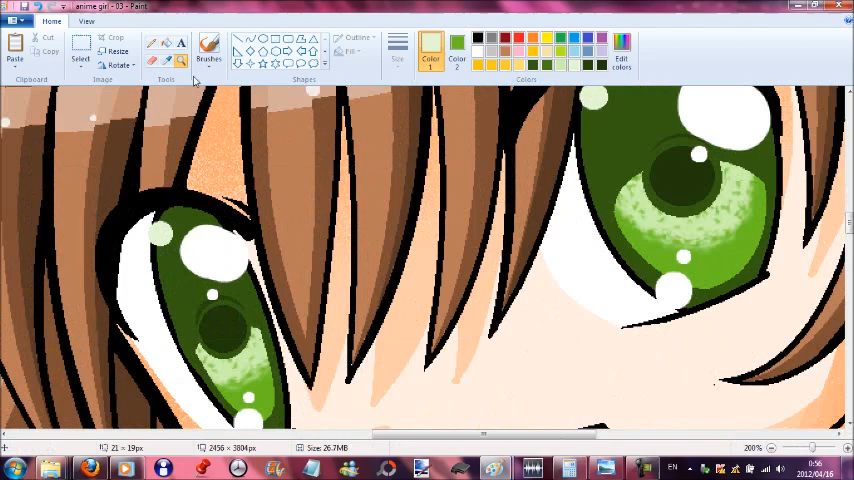 anime girl - 03 - Paint
Home View
Paste
Cut
Copy
Clipboard
Select
Crop
Resize
Rotate
Image
A
Tools
Brushes
Shapes
Outline
Fill
Size
Color 1
Color 2
Edit colors
Colors
21 × 19px
2456 × 3804px
Size: 26.7MB
200%
EN
0:56
2012/04/16